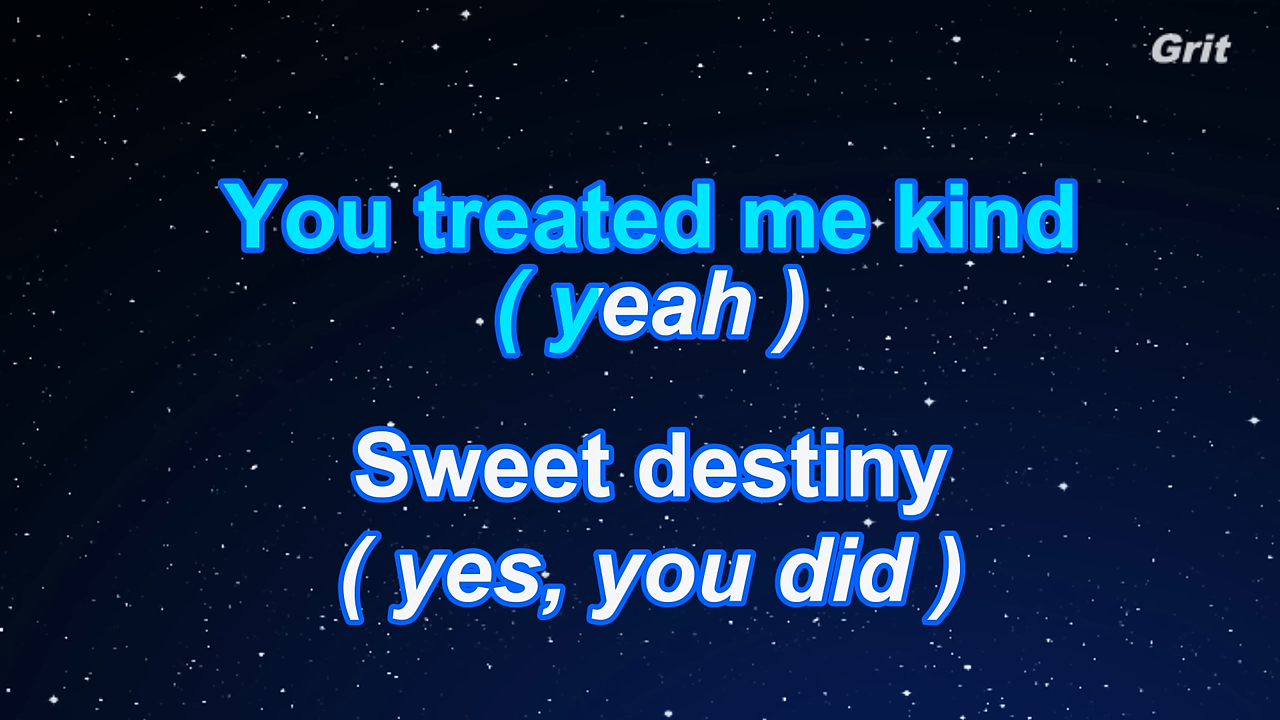 Grit
You treated me kind
( yeah )
Sweet destiny
( yes, you did )